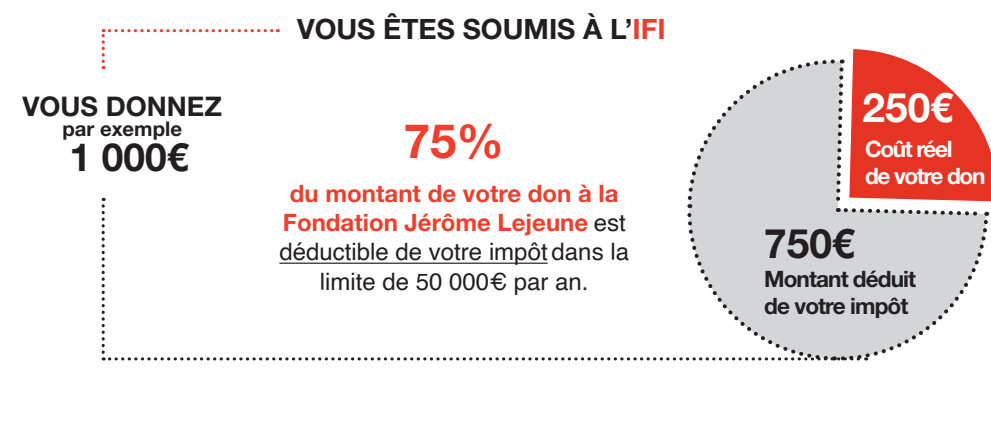 VOUS ÊTES SOUMIS À L'IFI
VOUS DONNEZ
par exemple
1 000€
75%
du montant de votre don à la
Fondation Jérôme Lejeune est
déductible de votre impôt dans la
limite de 50 000€ par an.
250€
Coût réel
de votre don
750€
Montant déduit
de votre impôt